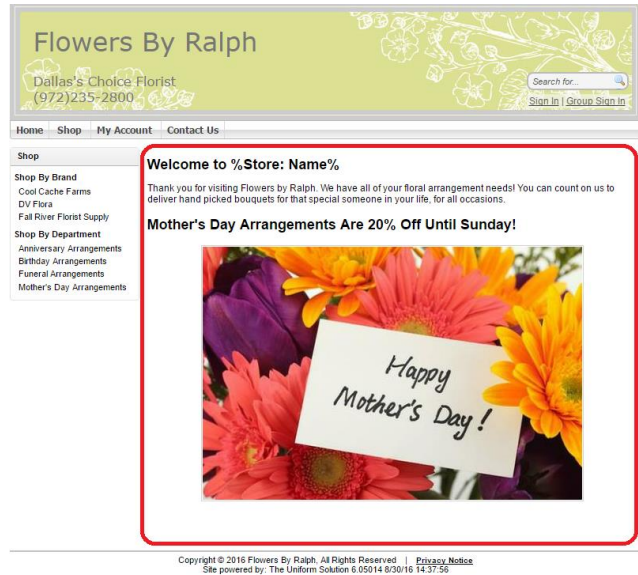 Flowers By Ralph
Dallas's Choice Florist
(972)235-2800
Search for...
Sign In | Group Sign In
Home Shop My Account Contact Us
Shop
Shop By Brand
Cool Cache Farms
DV Flora
Fall River Florist Supply
Shop By Department
Anniversary Arrangements
Birthday Arrangements
Funeral Arrangements
Mother's Day Arrangements
Welcome to %Store: Name%
Thank you for visiting Flowers by Ralph. We have all of your floral arrangement needs! You can count on us to
deliver hand picked bouquets for that special someone in your life, for all occasions.
Mother's Day Arrangements Are 20% Off Until Sunday!
Happy
Mother's Day!
Copyright © 2016 Flowers By Ralph, All Rights Reserved | Privacy Notice
Site powered by: The Uniform Solution 6.05014 8/30/16 14:37:56